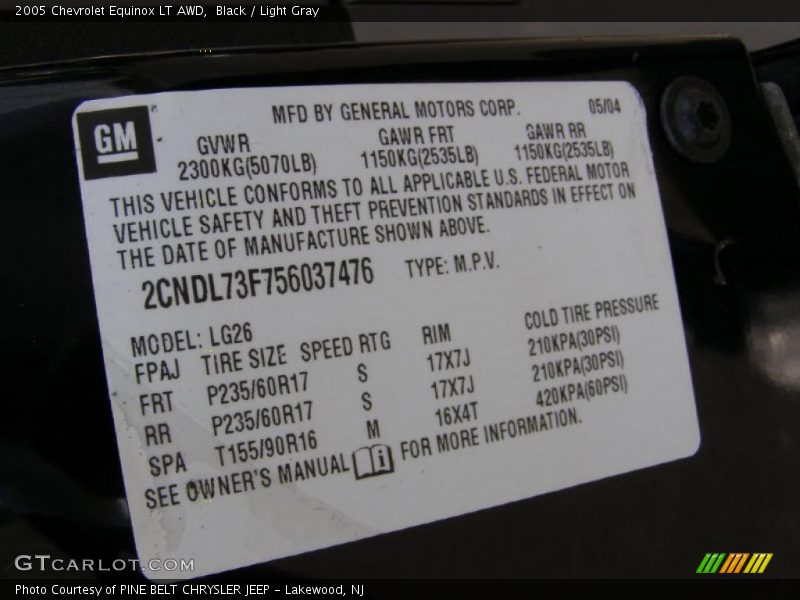 2005 Chevrolet Equinox LT AWD, Black / Light Gray
GM
MFD BY GENERAL MOTORS CORP. 05/04
GVWR GAWR FRT GAWR RR
2300KG(5070LB) 1150KG(2535LB) 1150KG(2535LB)
THIS VEHICLE CONFORMS TO ALL APPLICABLE U.S. FEDERAL MOTOR
VEHICLE SAFETY AND THEFT PREVENTION STANDARDS IN EFFECT ON
THE DATE OF MANUFACTURE SHOWN ABOVE.
2CNDL73F756037476 TYPE: M.P.V.
MODEL: LG26
FPAJ TIRE SIZE SPEED RTG RIM COLD TIRE PRESSURE
FRT P235/60R17 S 17X7J 210KPA(30PSI)
RR P235/60R17 S 17X7J 210KPA(30PSI)
SPA T155/90R16 M 16X4T 420KPA(60PSI)
SEE OWNER'S MANUAL i FOR MORE INFORMATION.
GTCARLOT.COM
Photo Courtesy of PINE BELT CHRYSLER JEEP - Lakewood, NJ